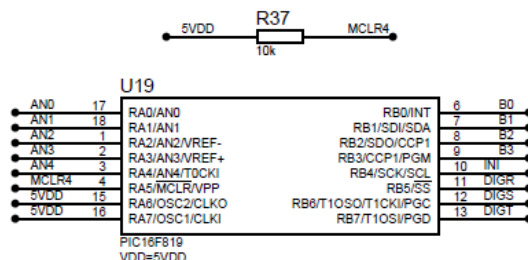 R37
5VDD MCLR4
10k
U19
AN0 17 RA0/AN0 RB0/INT 6 B0
AN1 18 RA1/AN1 RB1/SDI/SDA 7 B1
AN2 1 RA2/AN2/VREF- RB2/SDO/CCP1 8 B2
AN3 2 RA3/AN3/VREF+ RB3/CCP1/PGM 9 B3
AN4 3 RA4/AN4/T0CKI RB4/SCK/SCL 10 INI
MCLR4 4 RA5/MCLR/VPP RB5/SS 11 DIGR
5VDD 15 RA6/OSC2/CLKO RB6/T1OSO/T1CKI/PGC 12 DIGS
5VDD 16 RA7/OSC1/CLKI RB7/T1OSI/PGD 13 DIGT
PIC16F819
VDD=5VDD